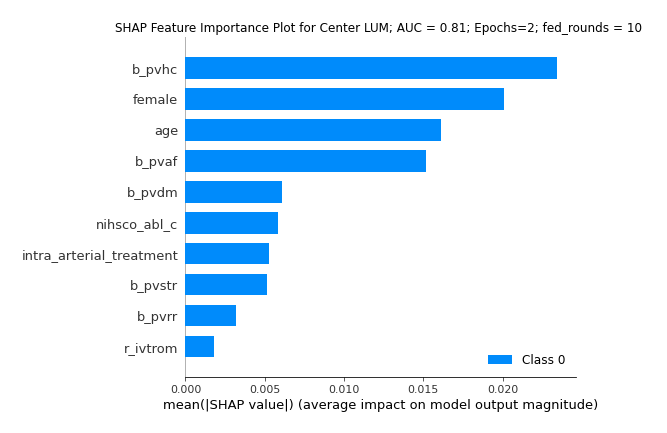 SHAP Feature Importance Plot for Center LUM; AUC = 0.81; Epochs=2; fed_rounds = 10
b_pvhc
female
age
b_pvaf
b_pvdm
nihsco_abl_c
intra_arterial_treatment
b_pvstr
b_pvrr
r_ivtrom
Class 0
0.000 0.005 0.010 0.015 0.020
mean(|SHAP value|) (average impact on model output magnitude)